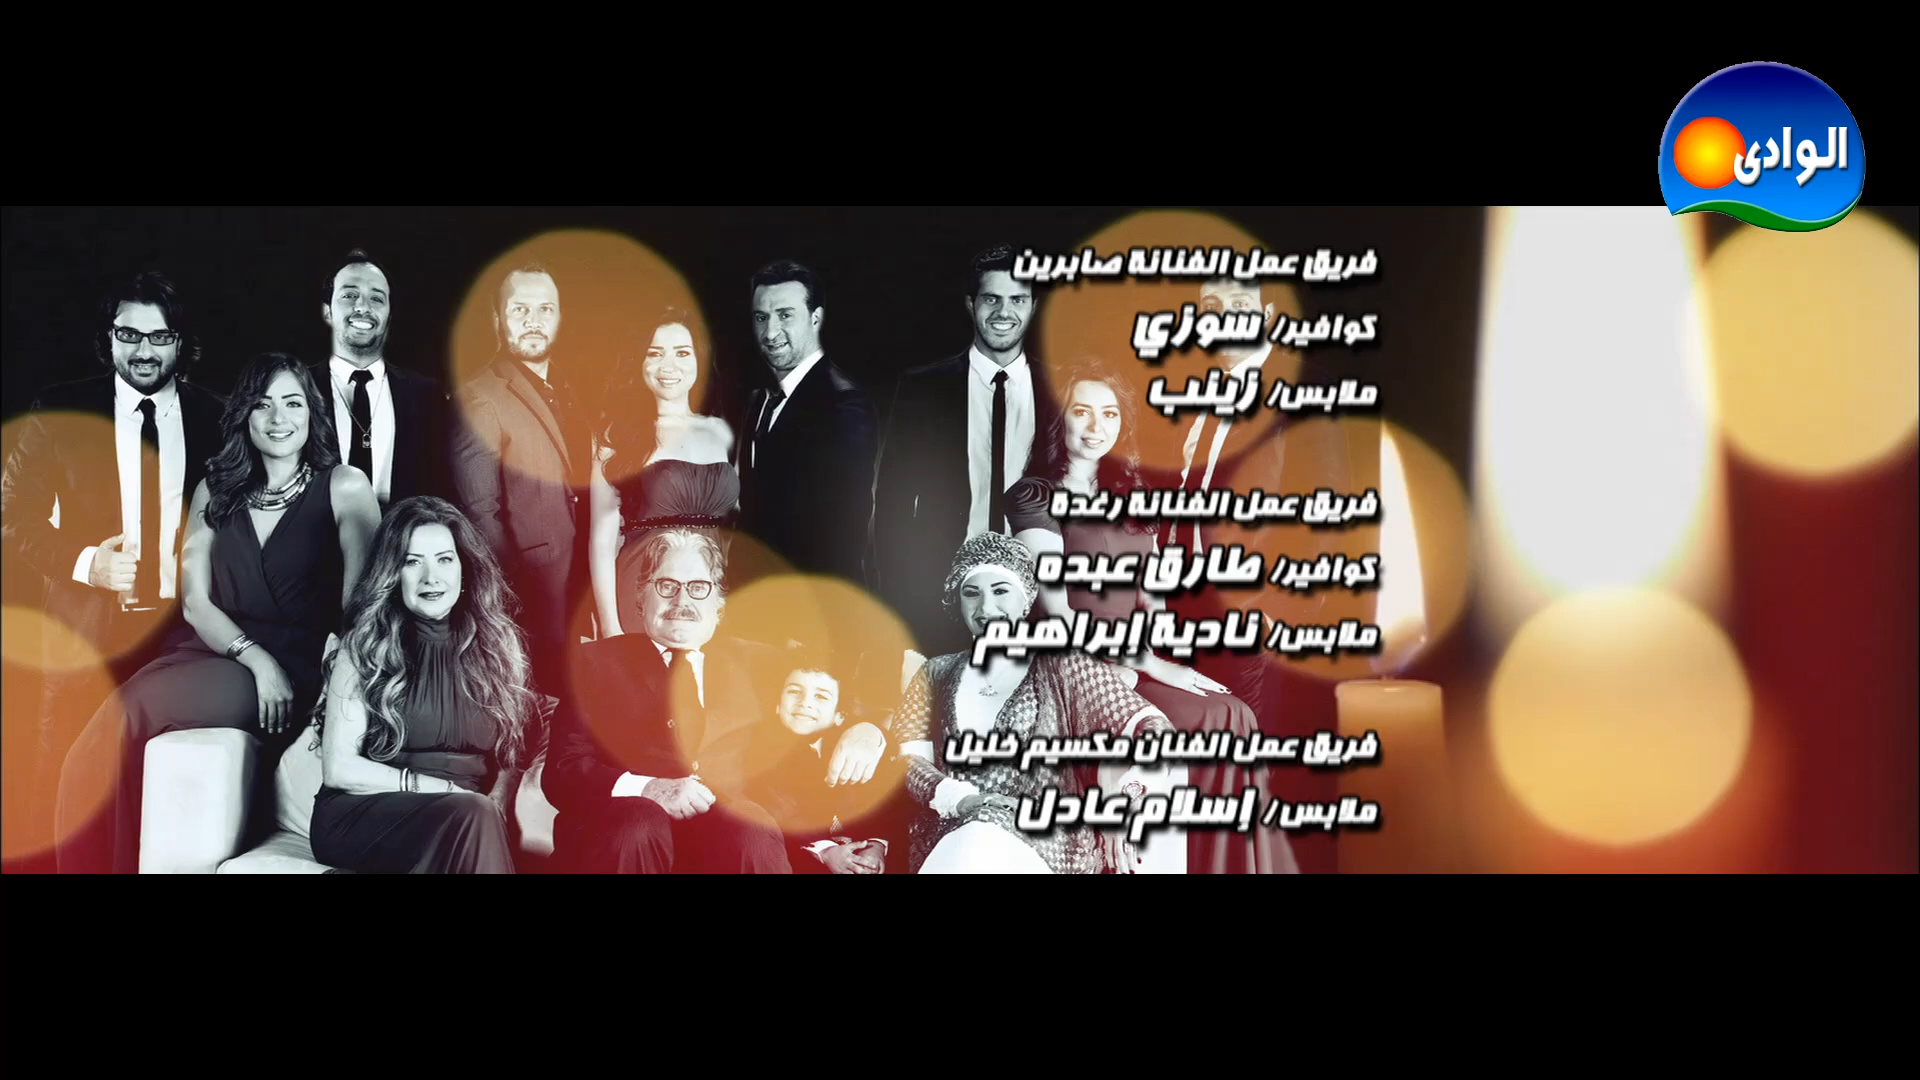 الوادى
فريق عمل الفنانة صابرين
كوافير/ سوزي
ملابس/ زينب
فريق عمل الفنانة رغدة
كوافير/ طارق عبده
ملابس/ نادية إبراهيم
فريق عمل الفنان مكسيم خليل
ملابس/ إسلام عادل